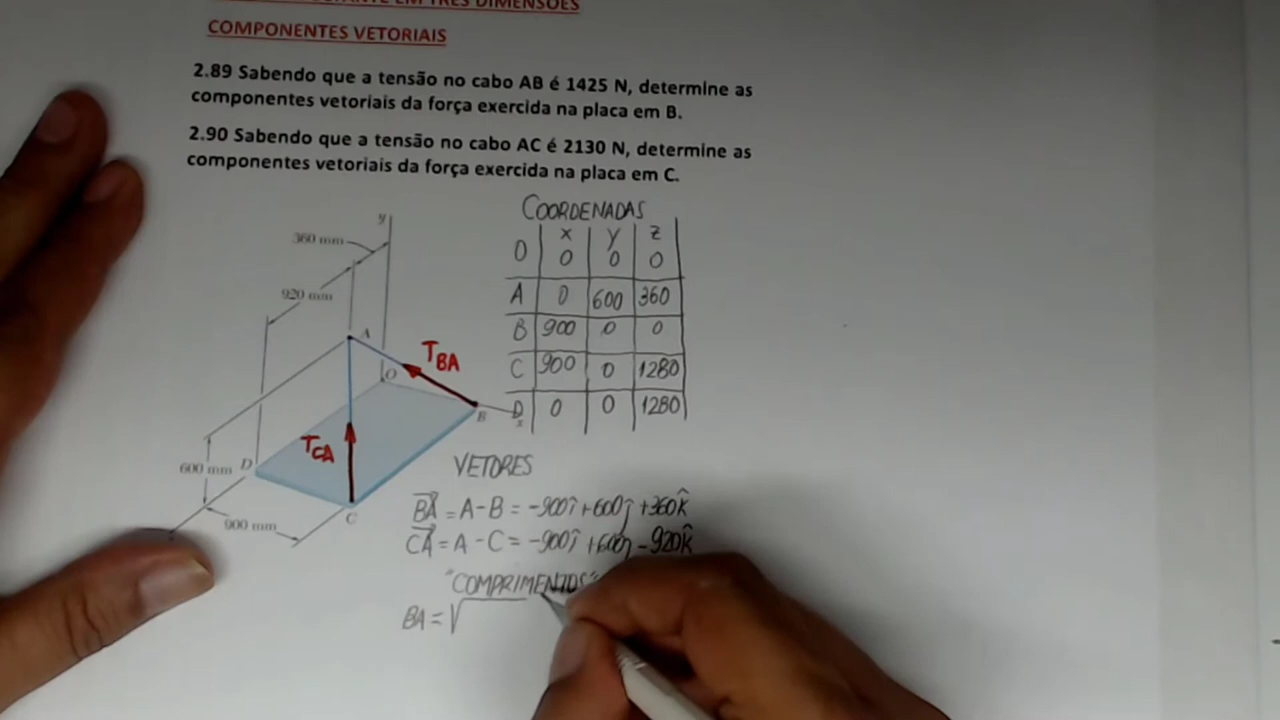 EM TRÊS DIMENSÕES
COMPONENTES VETORIAIS
2.89 Sabendo que a tensão no cabo AB é 1425 N, determine as
componentes vetoriais da força exercida na placa em B.
2.90 Sabendo que a tensão no cabo AC é 2130 N, determine as
componentes vetoriais da força exercida na placa em C.
COORDENADAS
x y z
O 0 0 0
A 0 600 360
B 900 0 0
C 900 0 1280
D 0 0 1280
y
360 mm
920 mm
A
T_BA
O
B
x
T_CA
D
600 mm
C
900 mm
VETORES
BA = A-B = -900î+600ĵ+360k̂
CA = A-C = -900î+600ĵ-920k̂
"COMPRIMENTOS"
BA = √